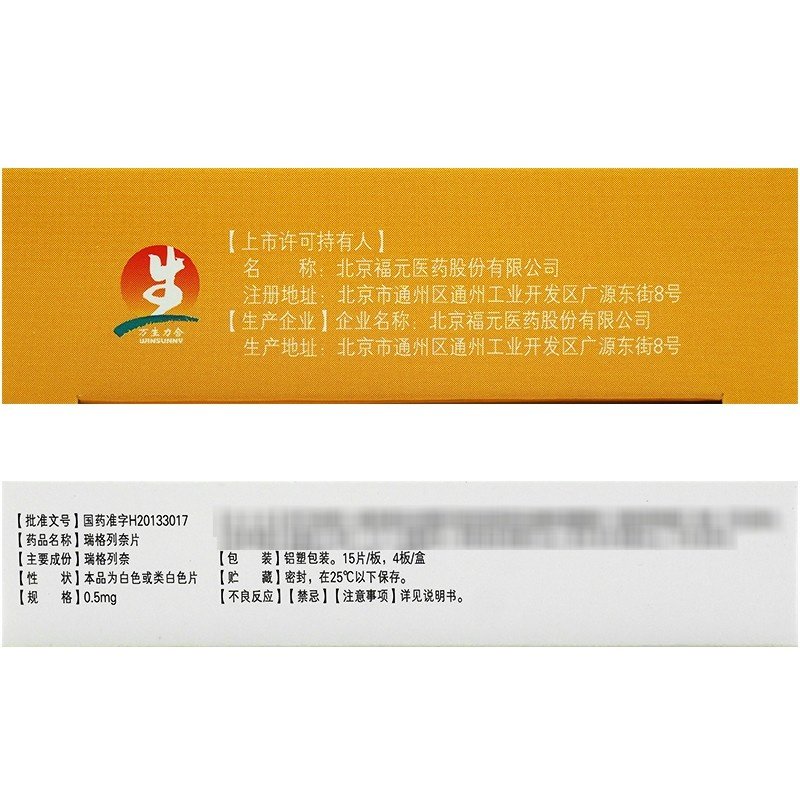 【上市许可持有人】
名 称：北京福元医药股份有限公司
注册地址：北京市通州区通州工业开发区广源东街8号
【生产企业】企业名称：北京福元医药股份有限公司
生产地址：北京市通州区通州工业开发区广源东街8号
生
万生力合
WANSUNNY
【批准文号】国药准字H20133017
【药品名称】瑞格列奈片
【主要成份】瑞格列奈
【性 状】本品为白色或类白色片
【规 格】0.5mg
【包 装】铝塑包装。15片/板，4板/盒
【贮 藏】密封，在25℃以下保存。
【不良反应】【禁忌】【注意事项】详见说明书。